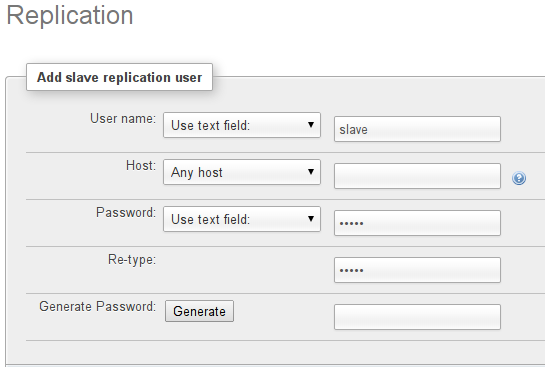 Replication
Add slave replication user
User name: Use text field: slave
Host: Any host
Password: Use text field: •••••
Re-type: •••••
Generate Password: Generate